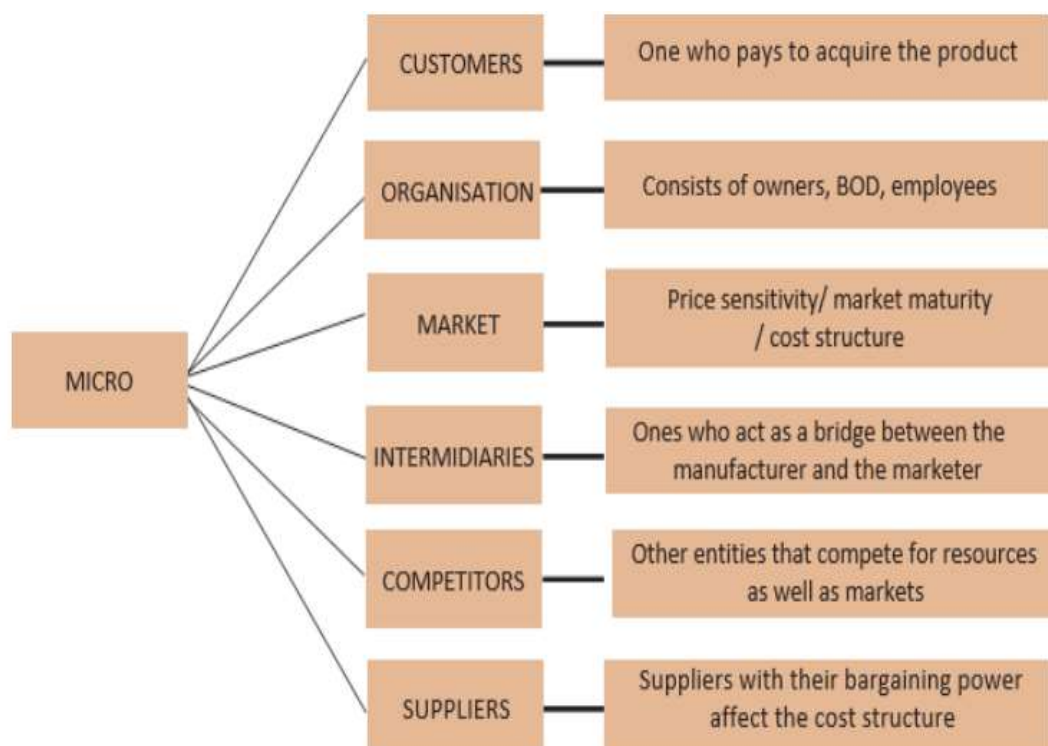 MICRO
CUSTOMERS
One who pays to acquire the product
ORGANISATION
Consists of owners, BOD, employees
MARKET
Price sensitivity/ market maturity
/ cost structure
INTERMIDIARIES
Ones who act as a bridge between the
manufacturer and the marketer
COMPETITORS
Other entities that compete for resources
as well as markets
SUPPLIERS
Suppliers with their bargaining power
affect the cost structure